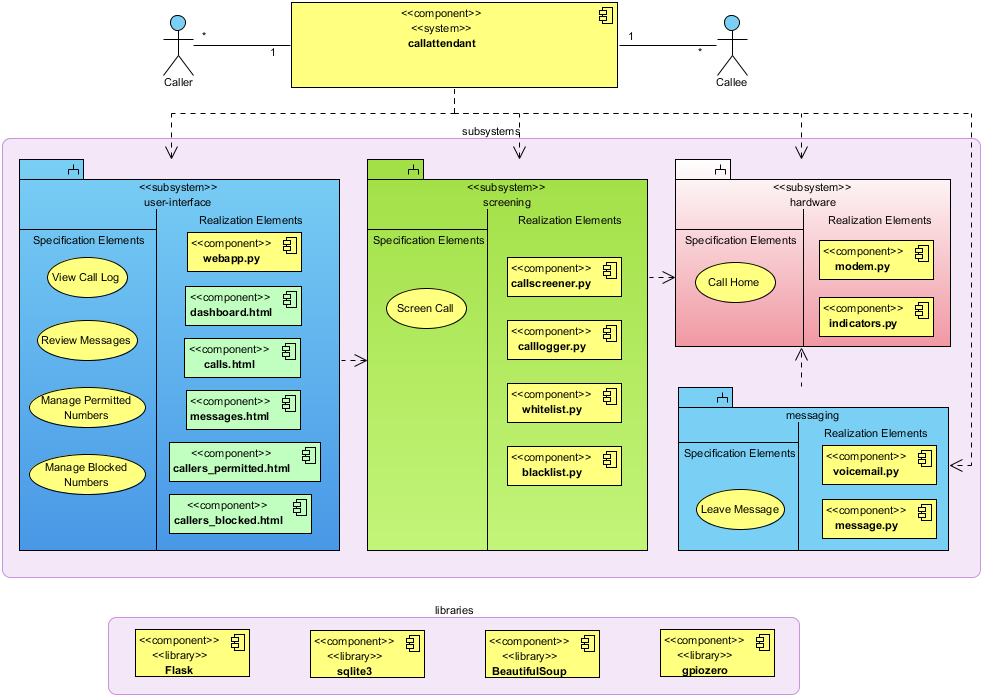 <<component>>
<<system>>
callattendant
*
1
1
*
Caller
Callee
subsystems
<<subsystem>>
user-interface
Specification Elements
Realization Elements
View Call Log
Review Messages
Manage Permitted
Numbers
Manage Blocked
Numbers
<<component>>
webapp.py
<<component>>
dashboard.html
<<component>>
calls.html
<<component>>
messages.html
<<component>>
callers_permitted.html
<<component>>
callers_blocked.html
<<subsystem>>
screening
Specification Elements
Realization Elements
Screen Call
<<component>>
callscreener.py
<<component>>
calllogger.py
<<component>>
whitelist.py
<<component>>
blacklist.py
<<subsystem>>
hardware
Specification Elements
Realization Elements
Call Home
<<component>>
modem.py
<<component>>
indicators.py
messaging
Specification Elements
Realization Elements
Leave Message
<<component>>
voicemail.py
<<component>>
message.py
libraries
<<component>>
<<library>>
Flask
<<component>>
<<library>>
sqlite3
<<component>>
<<library>>
BeautifulSoup
<<component>>
<<library>>
gpiozero